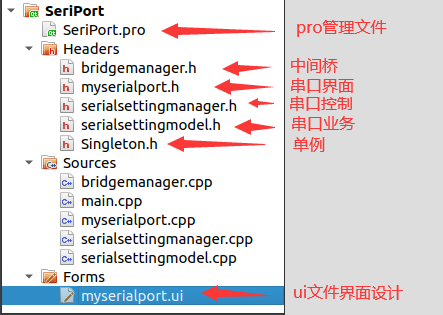 SeriPort
SeriPort.pro pro管理文件
Headers
bridgemanager.h 中间桥
myserialport.h 串口界面
serialsettingmanager.h 串口控制
serialsettingmodel.h 串口业务
Singleton.h 单例
Sources
bridgemanager.cpp
main.cpp
myserialport.cpp
serialsettingmanager.cpp
serialsettingmodel.cpp
Forms
myserialport.ui ui文件界面设计